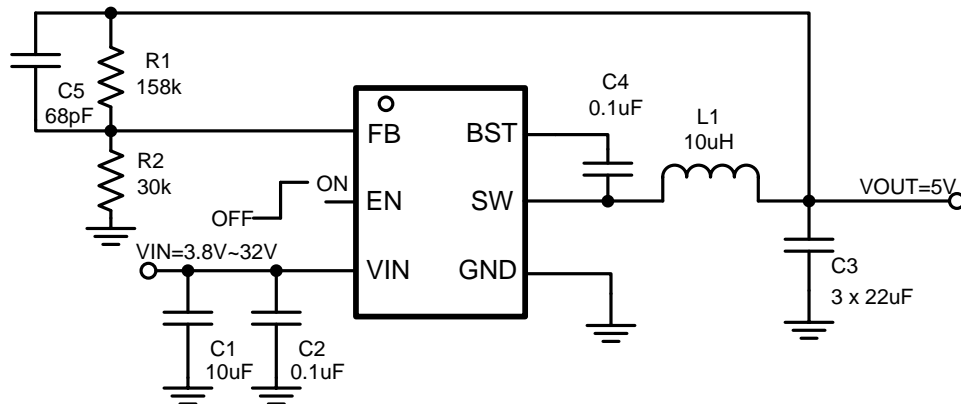 R1
158k
C5
68pF
R2
30k
FB
BST
EN
SW
VIN
GND
ON
OFF
VIN=3.8V~32V
C1
10uF
C2
0.1uF
C4
0.1uF
L1
10uH
VOUT=5V
C3
3 x 22uF